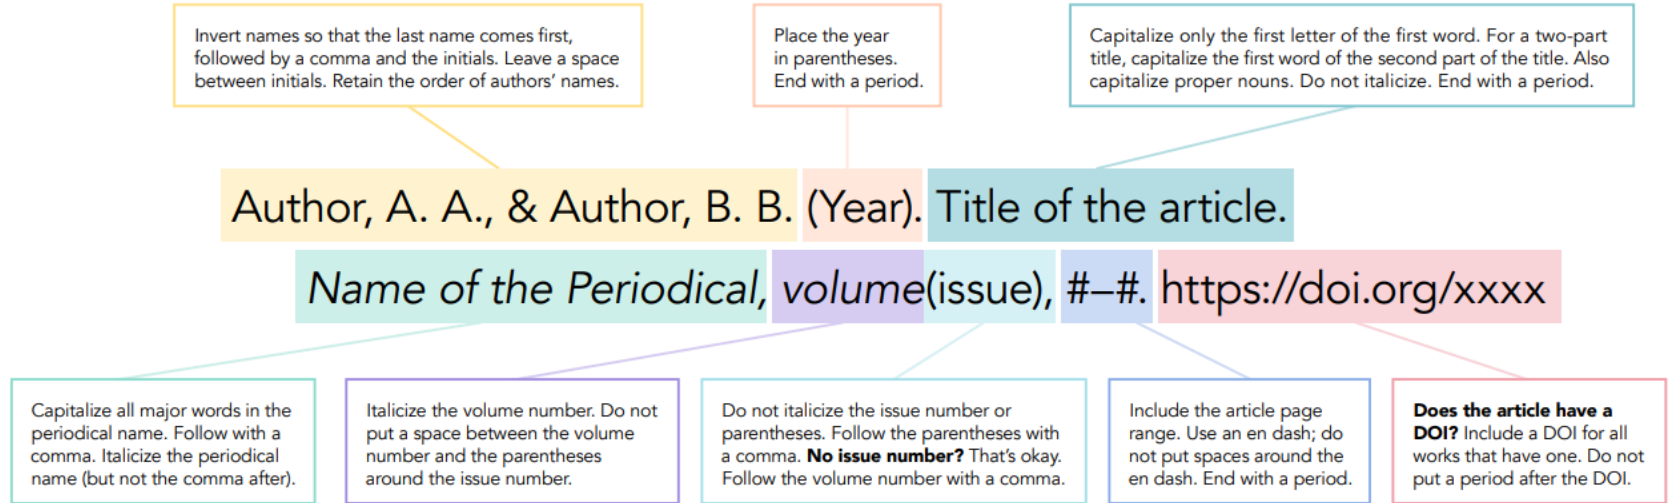 Invert names so that the last name comes first,
followed by a comma and the initials. Leave a space
between initials. Retain the order of authors’ names.
Place the year
in parentheses.
End with a period.
Capitalize only the first letter of the first word. For a two-part
title, capitalize the first word of the second part of the title. Also
capitalize proper nouns. Do not italicize. End with a period.
Author, A. A., & Author, B. B. (Year). Title of the article.
Name of the Periodical, volume(issue), #–#. https://doi.org/xxxx
Capitalize all major words in the
periodical name. Follow with a
comma. Italicize the periodical
name (but not the comma after).
Italicize the volume number. Do not
put a space between the volume
number and the parentheses
around the issue number.
Do not italicize the issue number or
parentheses. Follow the parentheses with
a comma. No issue number? That’s okay.
Follow the volume number with a comma.
Include the article page
range. Use an en dash; do
not put spaces around the
en dash. End with a period.
Does the article have a
DOI? Include a DOI for all
works that have one. Do not
put a period after the DOI.